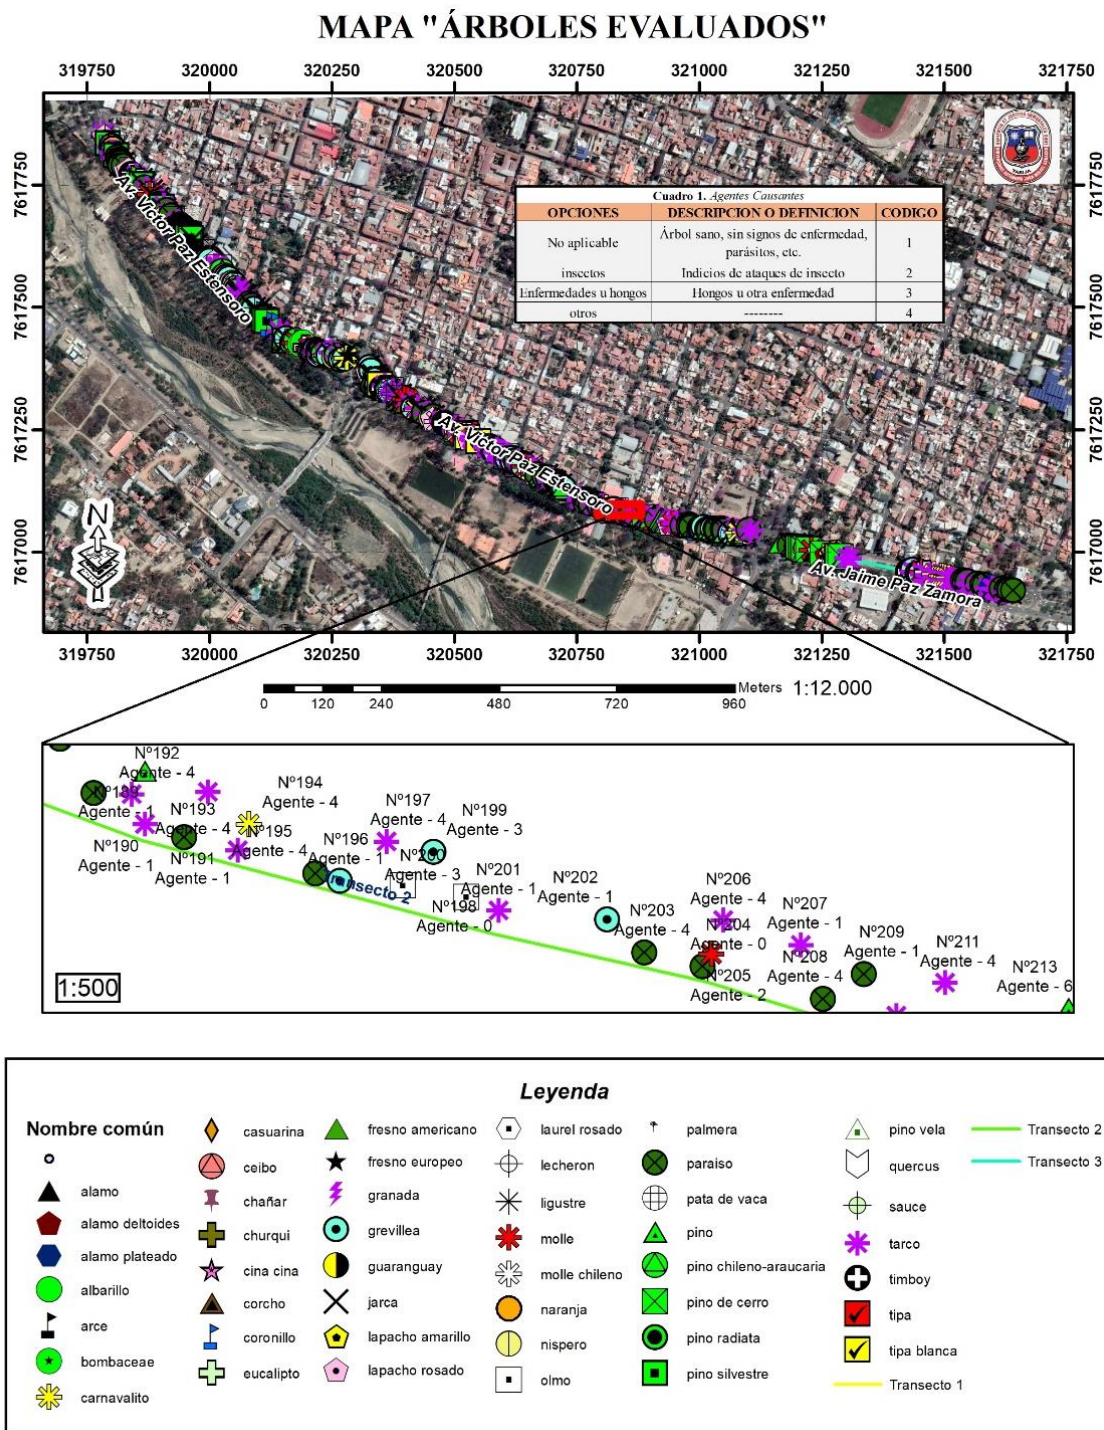 MAPA "ÁRBOLES EVALUADOS"
319750 320000 320250 320500 320750 321000 321250 321500 321750
7617750
7617500
7617250
7617000
7617750
7617500
7617250
7617000
Cuadro 1. Agentes Causantes
OPCIONES DESCRIPCION O DEFINICION CODIGO
No aplicable Árbol sano, sin signos de enfermedad, parásitos, etc. 1
insectos Indicios de ataques de insecto 2
Enfermedades u hongos Hongos u otra enfermedad 3
otros -------- 4
Av. Victor Paz Estensoro
Av. Victor Paz Estensoro
Av. Jaime Paz Zamora
N
319750 320000 320250 320500 320750 321000 321250 321500 321750
0 120 240 480 720 960 Meters 1:12.000
Nº192
Agente - 4
Nº189
Agente - 1
Nº190
Agente - 1
Nº193
Agente - 4
Nº191
Agente - 1
Nº194
Agente - 4
Nº195
Agente - 4
Nº196
Agente - 1
Nº197
Agente - 4
Nº199
Agente - 3
Nº200
Agente - 3
Transecto 2
Nº198
Agente - 0
Nº201
Agente - 1
Nº202
Agente - 1
Nº203
Agente - 4
Nº206
Agente - 4
Nº204
Agente - 0
Nº205
Agente - 2
Nº207
Agente - 1
Nº208
Agente - 4
Nº209
Agente - 1
Nº211
Agente - 4
Nº213
Agente - 6
1:500
Leyenda
Nombre común
alamo
alamo deltoides
alamo plateado
albarillo
arce
bombaceae
carnavalito
casuarina
ceibo
chañar
churqui
cina cina
corcho
coronillo
eucalipto
fresno americano
fresno europeo
granada
grevillea
guaranguay
jarca
lapacho amarillo
lapacho rosado
laurel rosado
lecheron
ligustre
molle
molle chileno
naranja
nispero
olmo
palmera
paraiso
pata de vaca
pino
pino chileno-araucaria
pino de cerro
pino radiata
pino silvestre
pino vela
quercus
sauce
tarco
timboy
tipa
tipa blanca
Transecto 1
Transecto 2
Transecto 3